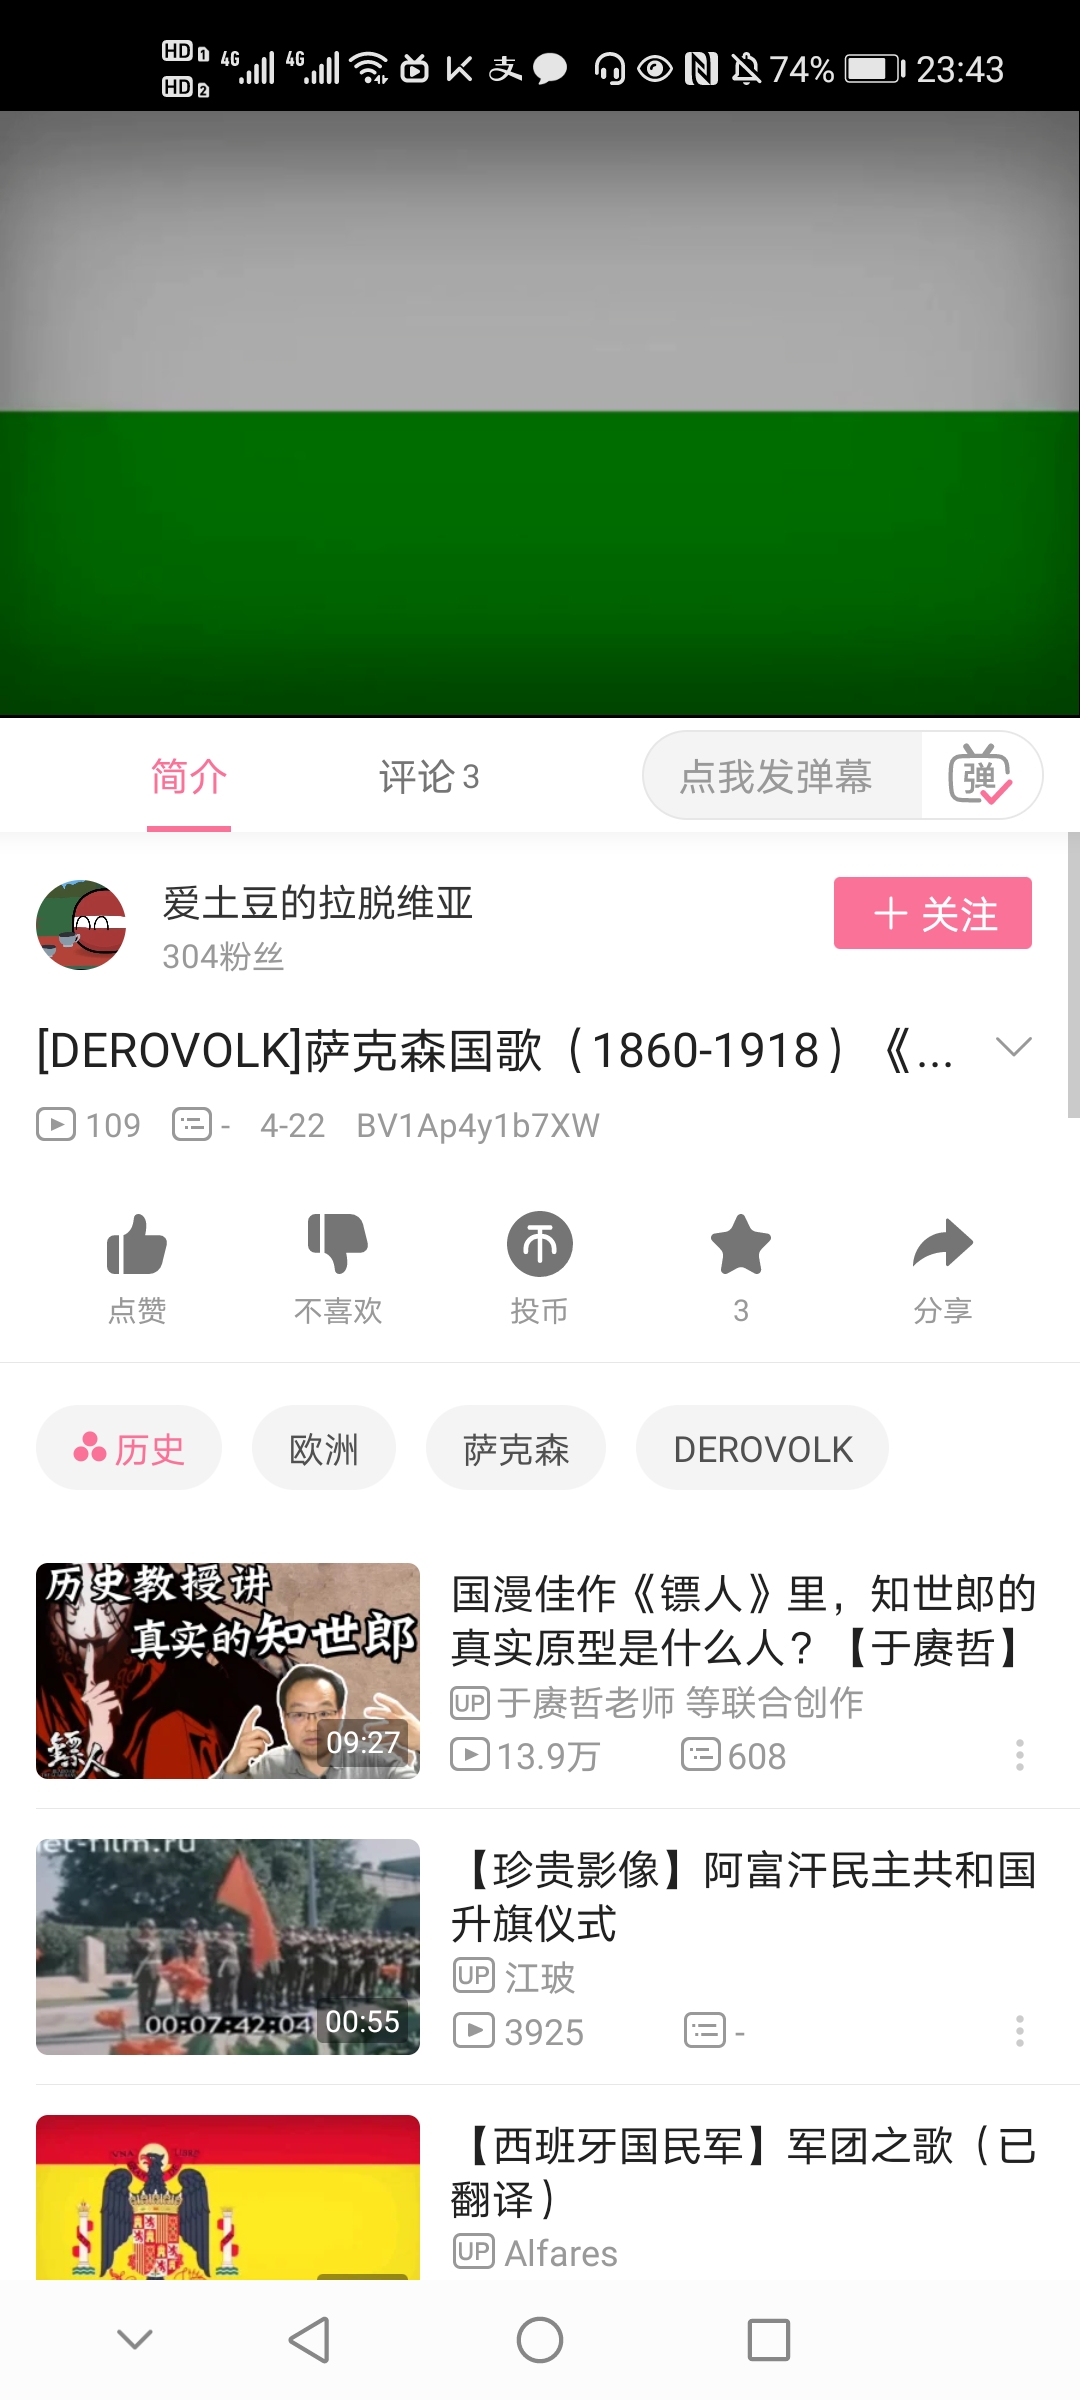 HD 1 4G 4G 74% 23:43
HD 2
简介 评论 3 点我发弹幕 弹
爱土豆的拉脱维亚
304粉丝
+ 关注
[DEROVOLK]萨克森国歌（1860-1918）《...
109 - 4-22 BV1Ap4y1b7XW
点赞 不喜欢 投币 3 分享
历史 欧洲 萨克森 DEROVOLK
历史教授讲
真实的知世郎
镖人
09:27
国漫佳作《镖人》里，知世郎的
真实原型是什么人？【于赓哲】
UP 于赓哲老师 等联合创作
13.9万 608
et-film.ru
00:07:42:04
00:55
【珍贵影像】阿富汗民主共和国
升旗仪式
UP 江玻
3925 -
UNA
【西班牙国民军】军团之歌（已
翻译）
UP Alfares